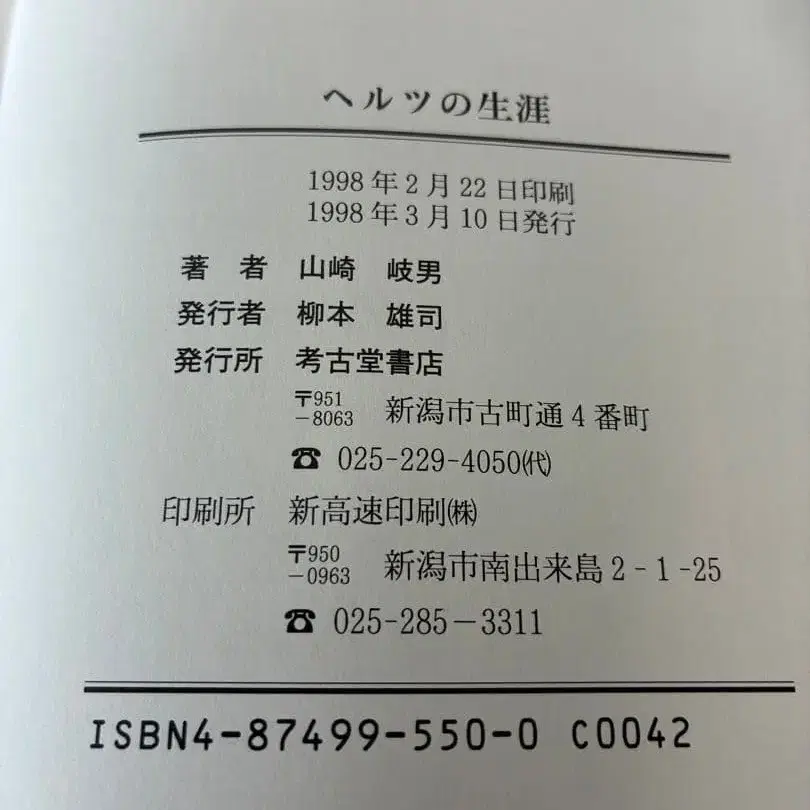 ヘルツの生涯
1998年2月22日印刷
1998年3月10日発行
著　者　山崎　岐男
発行者　柳本　雄司
発行所　考古堂書店
〒951-8063　新潟市古町通4番町
☎ 025-229-4050㈹
印刷所　新高速印刷㈱
〒950-0963　新潟市南出来島2-1-25
☎ 025-285-3311
ISBN4-87499-550-0 C0042